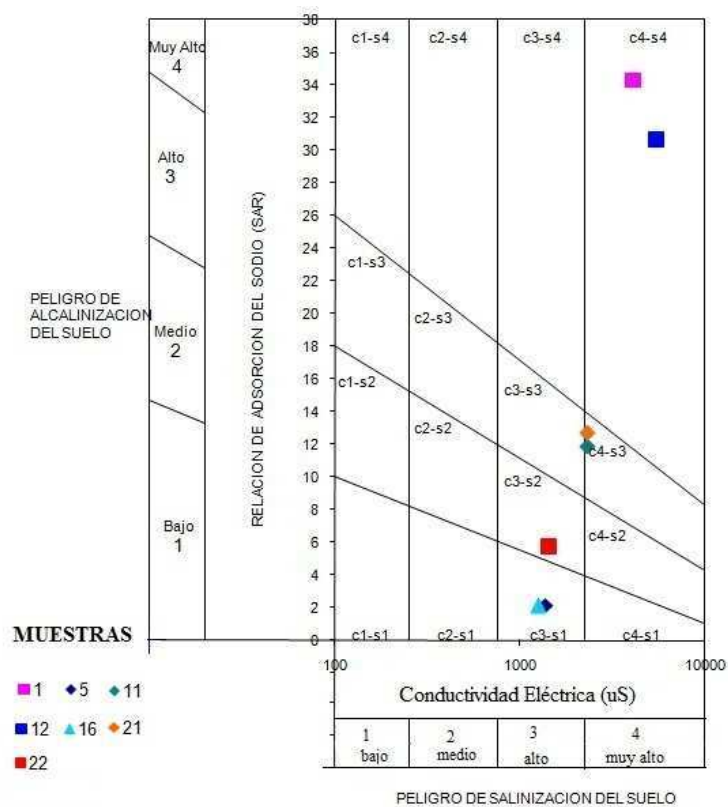 38
36
34
32
30
28
26
24
22
20
18
16
14
12
10
8
6
4
2
0
c1-s4 c2-s4 c3-s4 c4-s4
Muy Alto
4
Alto
3
Medio
2
Bajo
1
PELIGRO DE
ALCALINIZACION
DEL SUELO
RELACION DE ADSORCION DEL SODIO (SAR)
c1-s3
c2-s3
c3-s3
c4-s3
c1-s2
c2-s2
c3-s2
c4-s2
c1-s1 c2-s1 c3-s1 c4-s1
100 1000 10000
Conductividad Eléctrica (uS)
1 2 3 4
bajo medio alto muy alto
PELIGRO DE SALINIZACION DEL SUELO
MUESTRAS
1 5 11
12 16 21
22